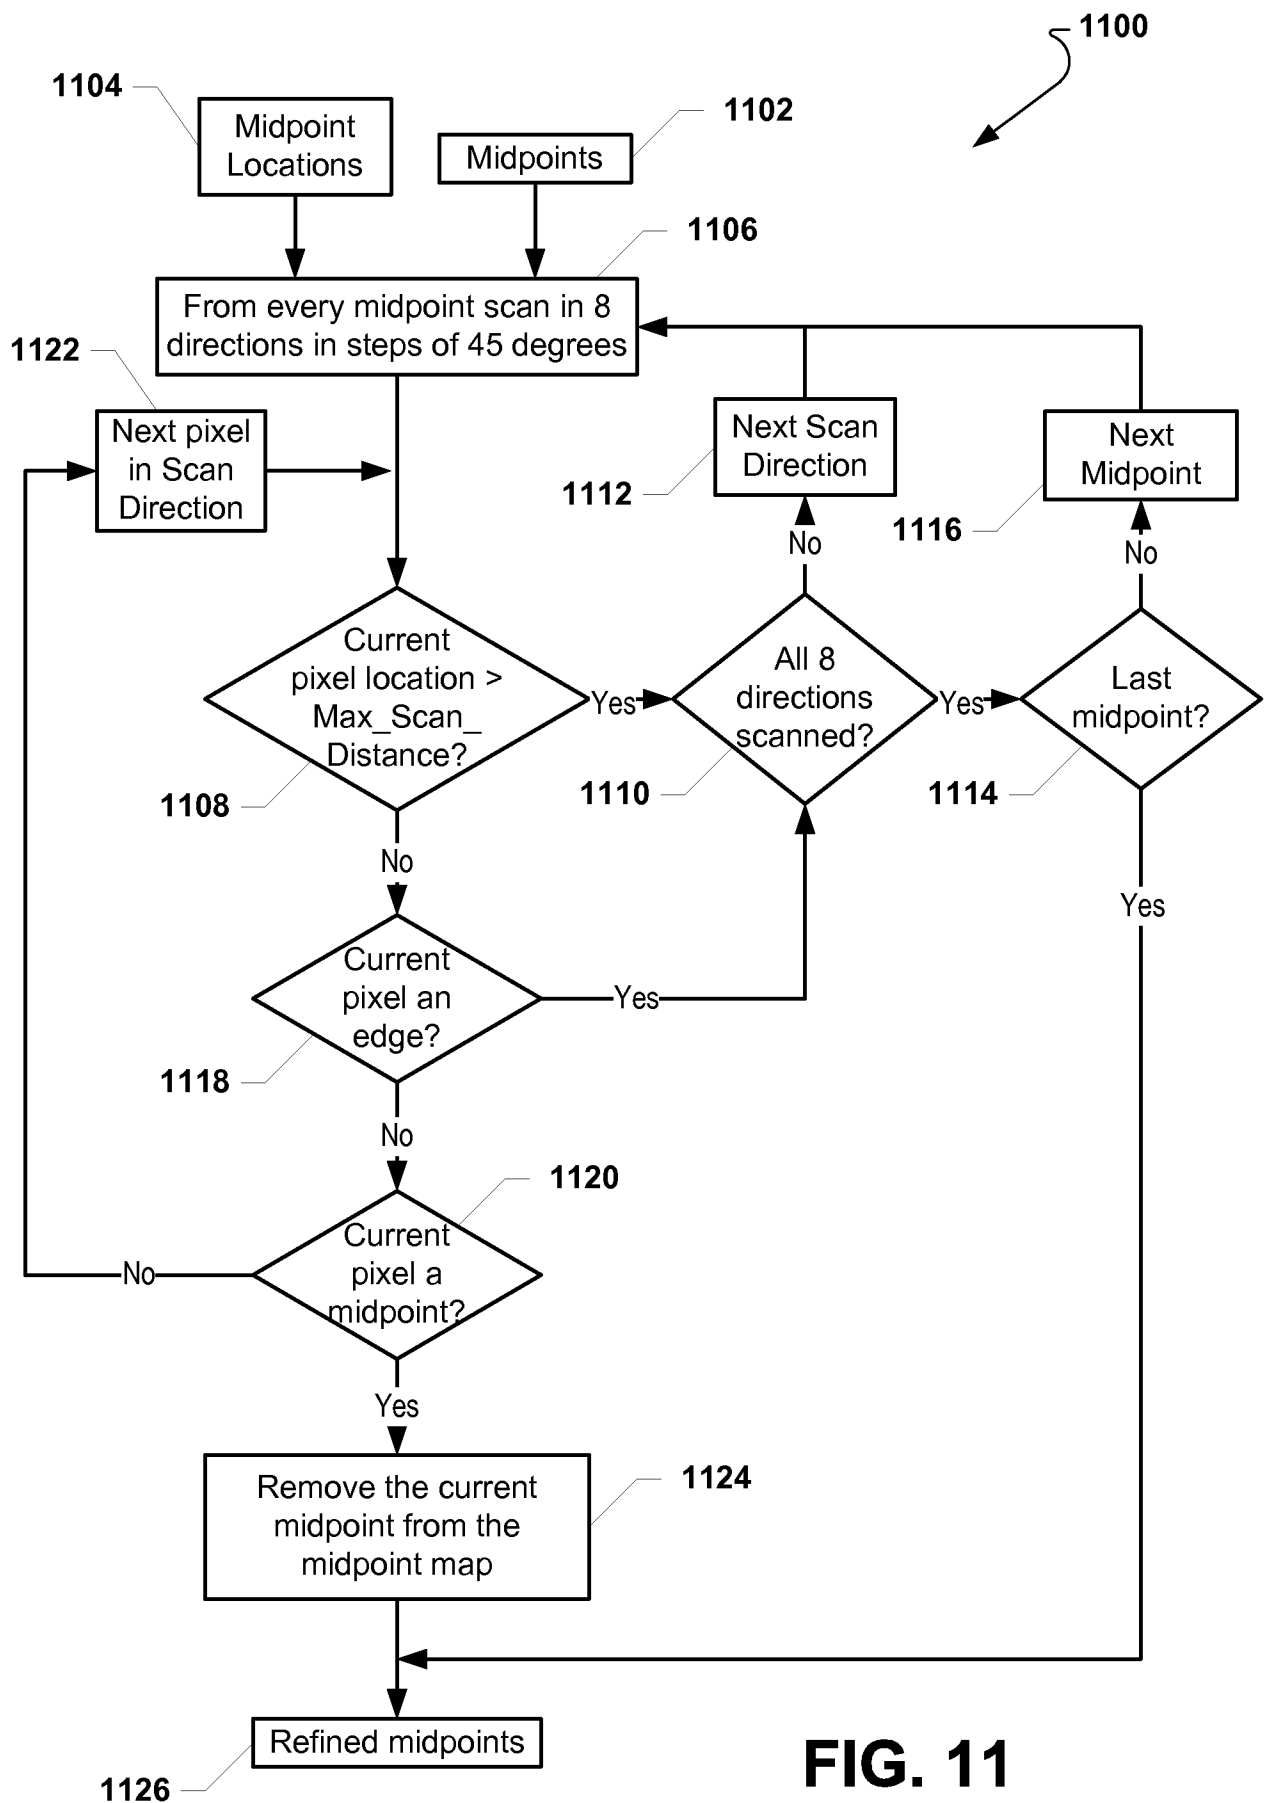 1100
1104
Midpoint
Locations
1102
Midpoints
1106
From every midpoint scan in 8
directions in steps of 45 degrees
1122
Next pixel
in Scan
Direction
Next Scan
Direction
1112
Next
Midpoint
1116
No
No
Current
pixel location >
Max_Scan_
Distance?
1108
Yes
All 8
directions
scanned?
1110
Yes
Last
midpoint?
1114
No
Yes
Current
pixel an
edge?
1118
Yes
No
1120
Current
pixel a
midpoint?
No
Yes
Remove the current
midpoint from the
midpoint map
1124
Refined midpoints
1126
FIG. 11